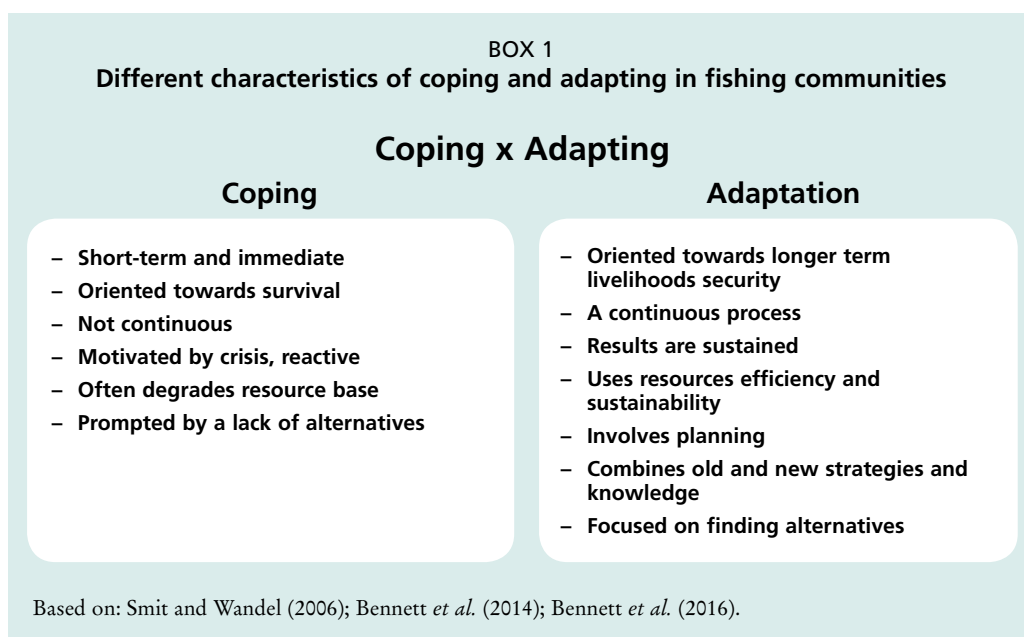 BOX 1
Different characteristics of coping and adapting in fishing communities
Coping x Adapting
Coping
– Short-term and immediate
– Oriented towards survival
– Not continuous
– Motivated by crisis, reactive
– Often degrades resource base
– Prompted by a lack of alternatives
Adaptation
– Oriented towards longer term
livelihoods security
– A continuous process
– Results are sustained
– Uses resources efficiency and
sustainability
– Involves planning
– Combines old and new strategies and
knowledge
– Focused on finding alternatives
Based on: Smit and Wandel (2006); Bennett et al. (2014); Bennett et al. (2016).